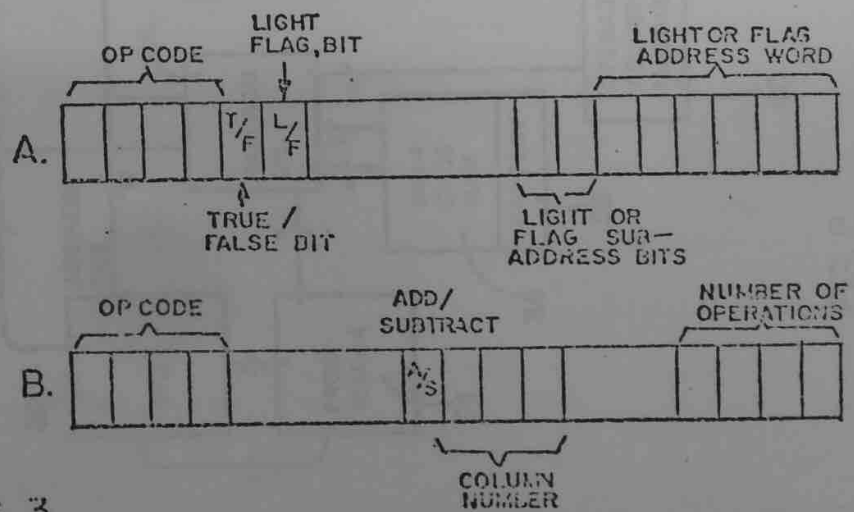 LIGHT
FLAG, BIT
OP CODE
LIGHT OR FLAG
ADDRESS WORD
A.
T/F
L/F
TRUE /
FALSE BIT
LIGHT OR
FLAG SUB-
ADDRESS BITS
OP CODE
ADD/
SUBTRACT
NUMBER OF
OPERATIONS
B.
A/S
COLUMN
NUMBER